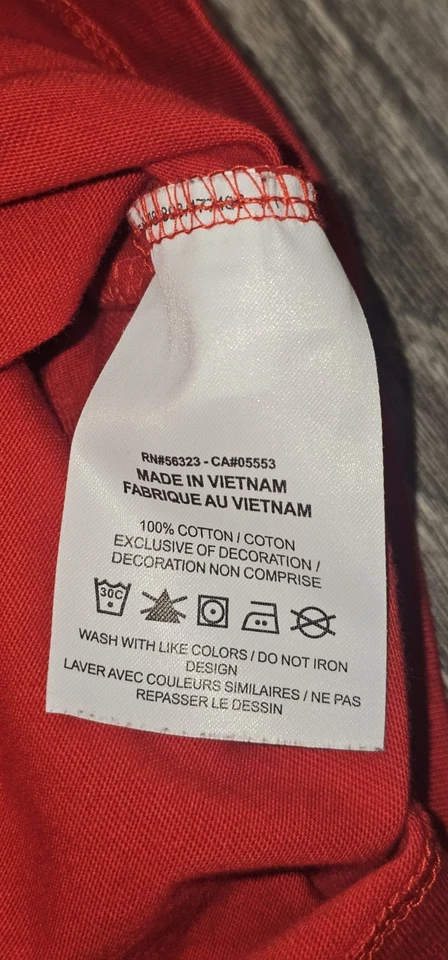 RN#56323 - CA#05553
MADE IN VIETNAM
FABRIQUE AU VIETNAM
100% COTTON / COTON
EXCLUSIVE OF DECORATION /
DECORATION NON COMPRISE
30C
WASH WITH LIKE COLORS / DO NOT IRON
DESIGN
LAVER AVEC COULEURS SIMILAIRES / NE PAS
REPASSER LE DESSIN